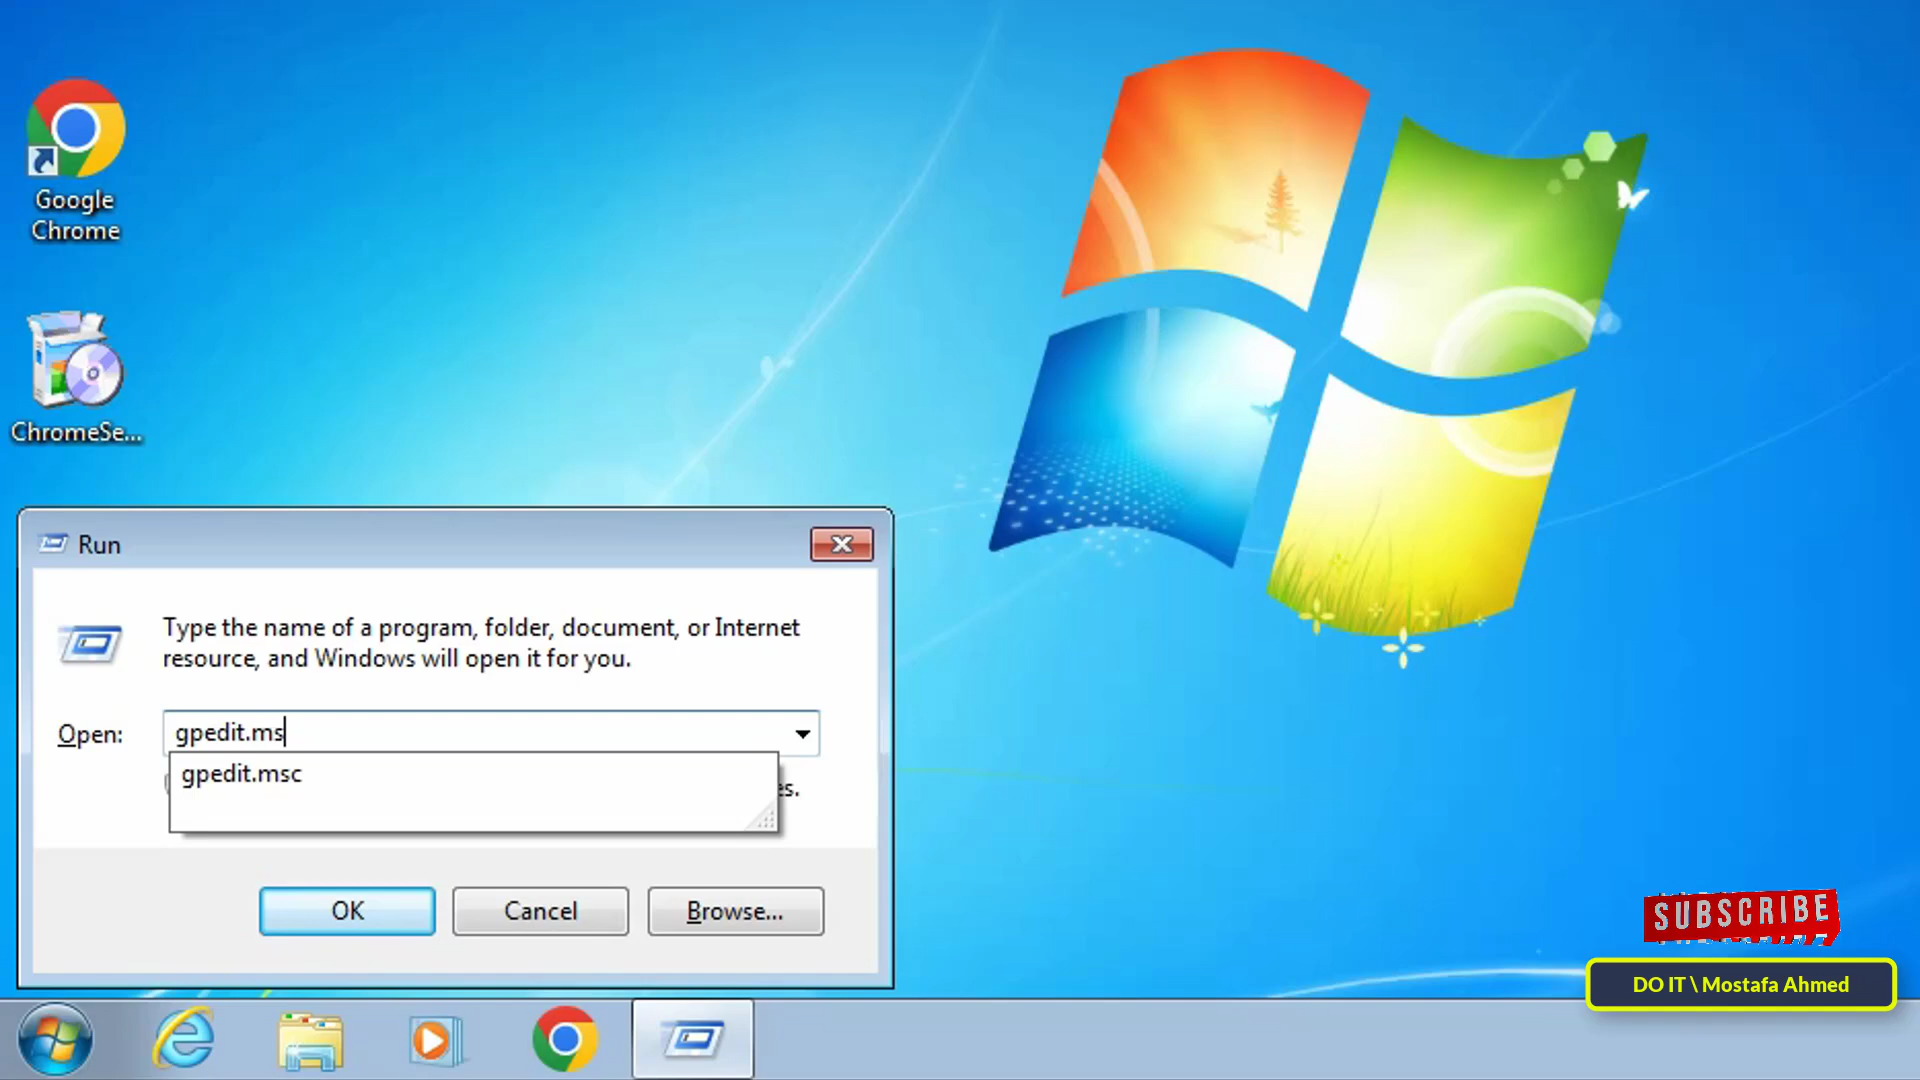 Google
Chrome
ChromeSe...
Run
Type the name of a program, folder, document, or Internet
resource, and Windows will open it for you.
Open:
gpedit.ms
gpedit.msc
es.
OK
Cancel
Browse...
SUBSCRIBE
DO IT \ Mostafa Ahmed